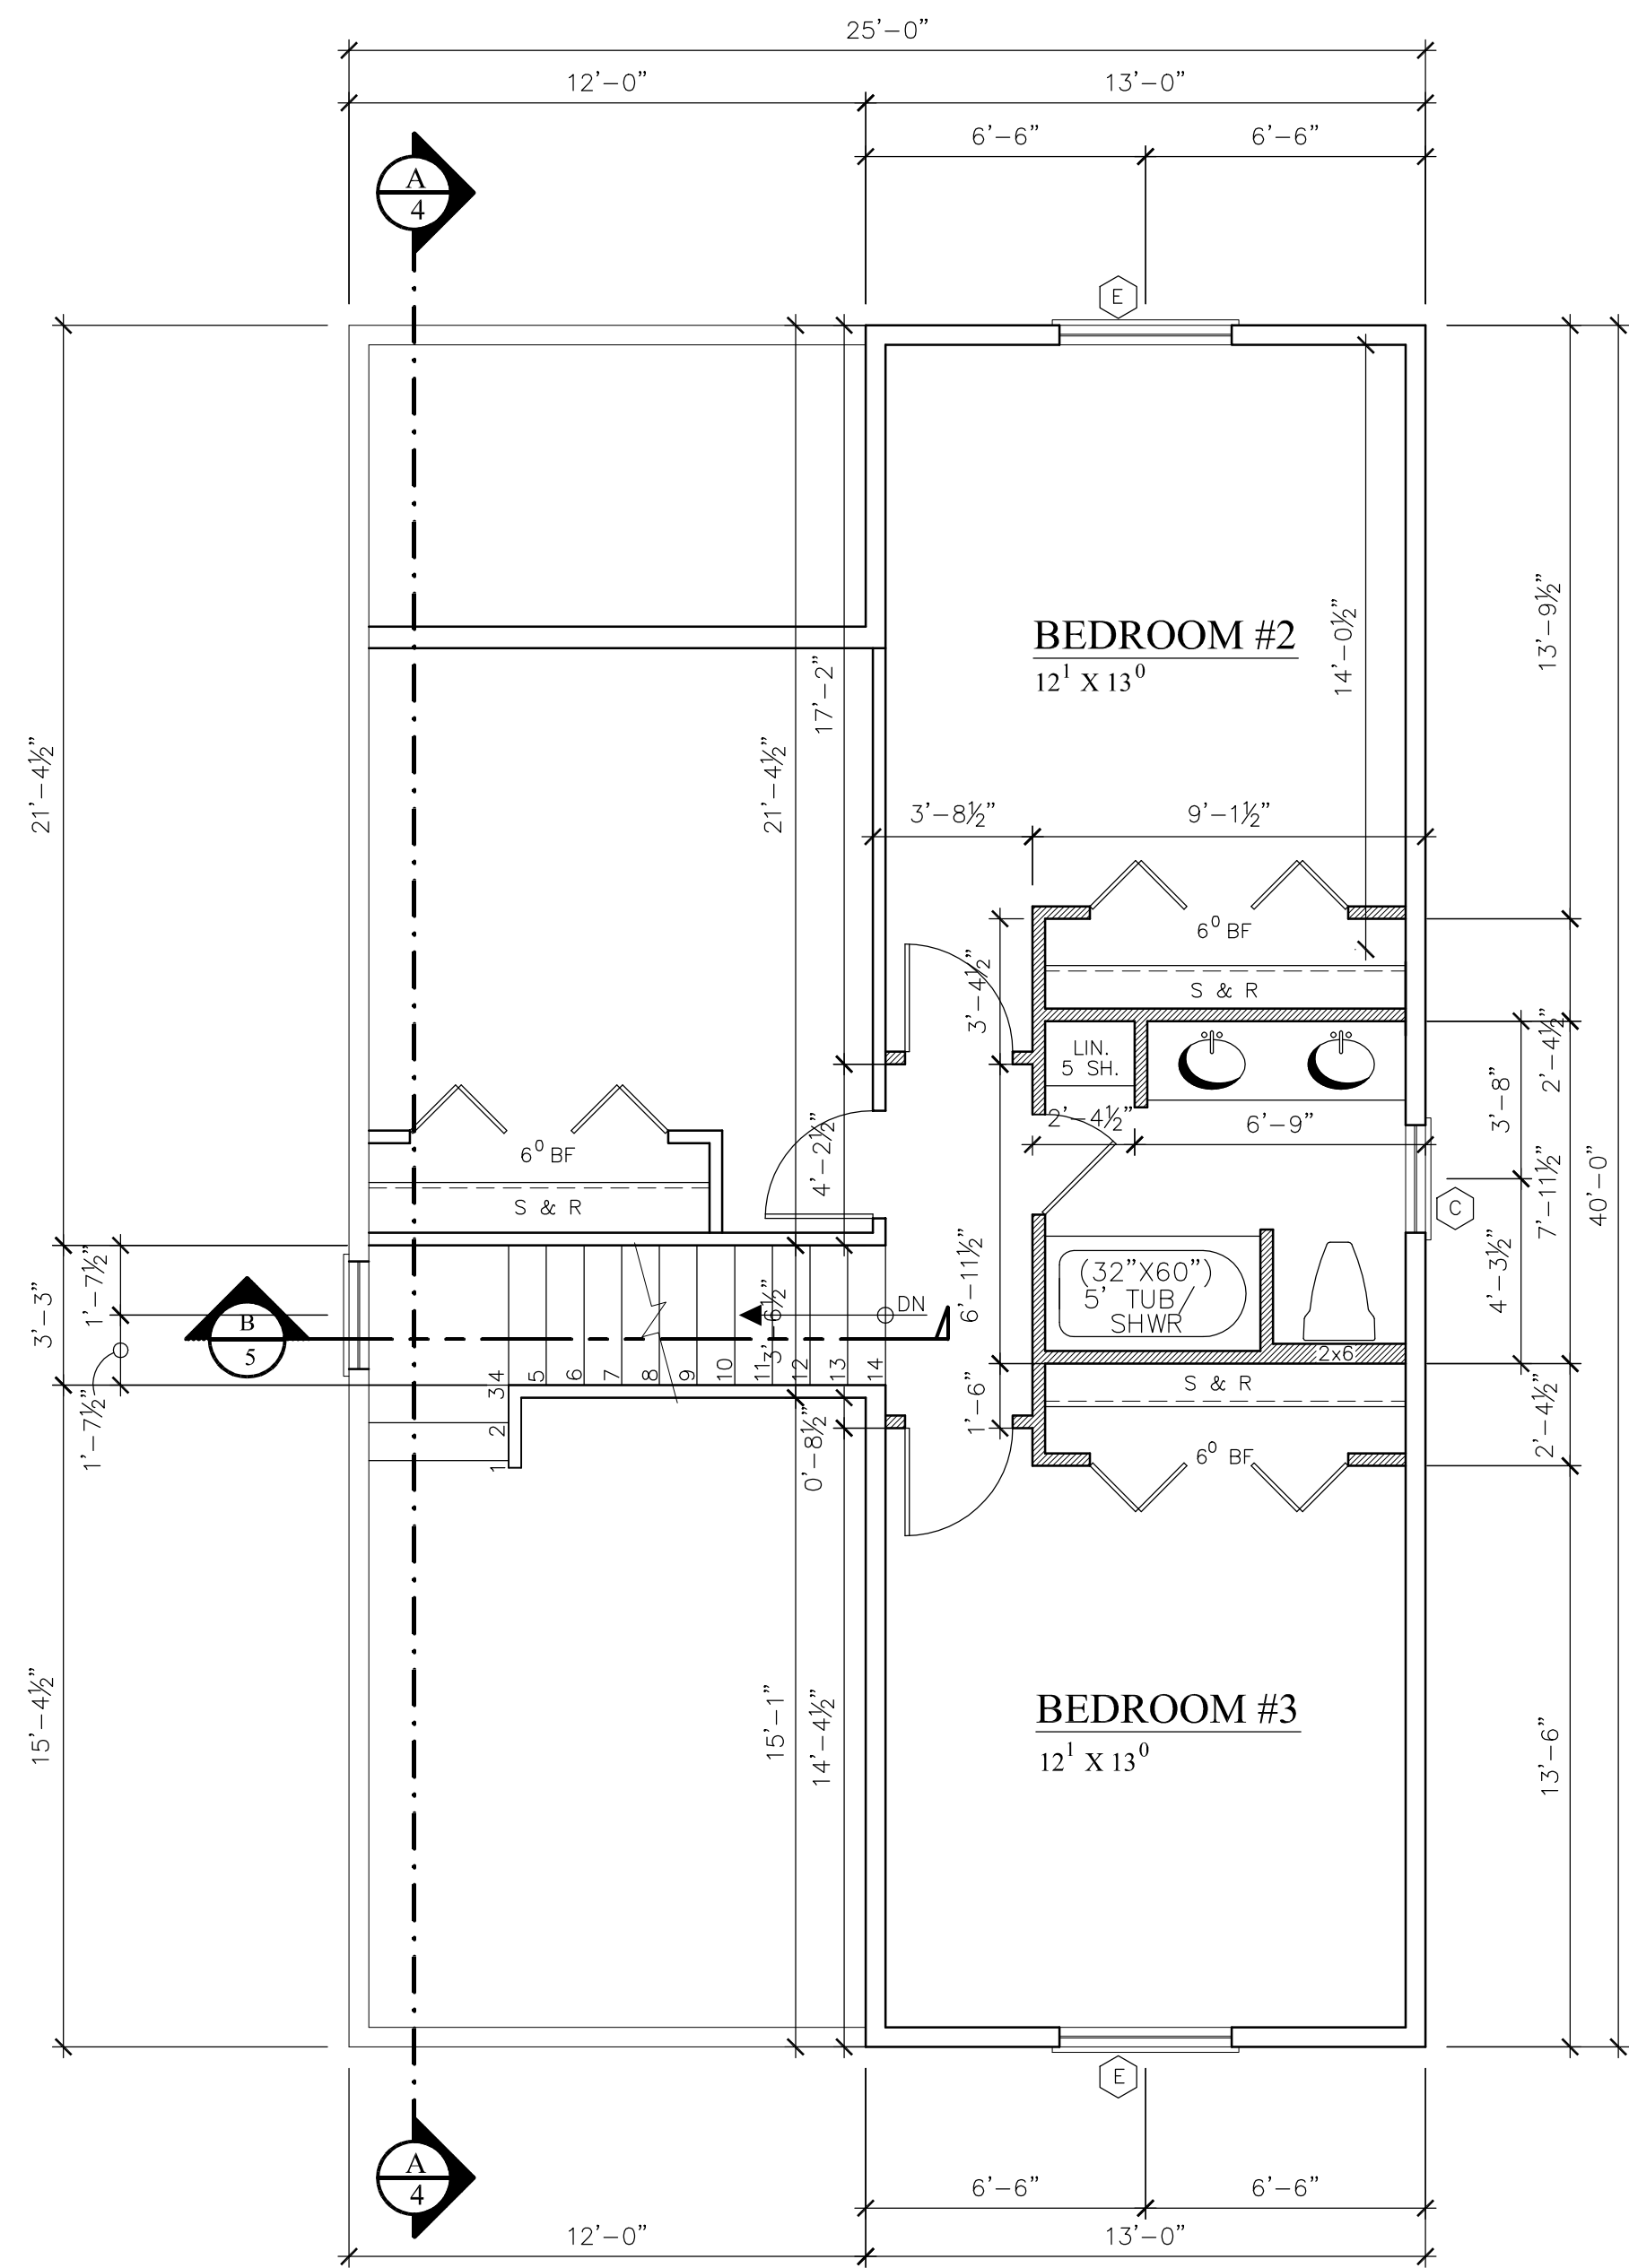 25'-0"
12'-0"
13'-0"
6'-6"
6'-6"
A
4
E
BEDROOM #2
12¹ X 13⁰
14'-0½"
13'-9½"
17'-2"
21'-4½"
21'-4½"
3'-8½"
9'-1½"
6⁰ BF
3'-4½"
S & R
LIN.
5 SH.
2'-4½"
3'-8"
2'-4½"
6'-9"
6⁰ BF
4'-2½"
7'-11½"
40'-0"
S & R
C
1'-7½"
3'-3"
6'-11½"
4'-3½"
(32"X60")
5' TUB/
SHWR
DN
3'-6½"
B
5
2x6
1 2 3 4 5 6 7 8 9 10 11 12 13 14
S & R
1'-7½"
0'-8½"
1'-6"
6⁰ BF
2'-4½"
15'-4½"
15'-1"
14'-4½"
BEDROOM #3
12¹ X 13⁰
13'-6"
E
A
4
6'-6"
6'-6"
12'-0"
13'-0"